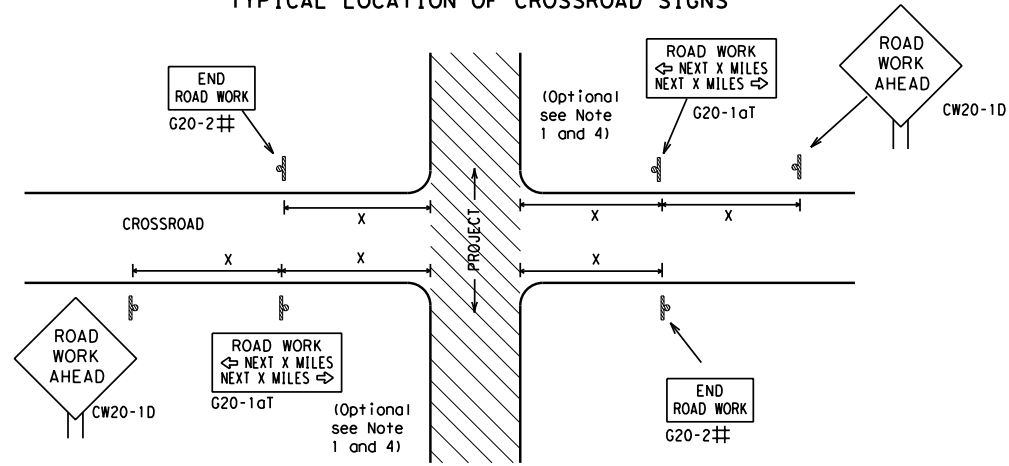 TYPICAL LOCATION OF CROSSROAD SIGNS
END
ROAD WORK
G20-2#
(Optional
see Note
1 and 4)
ROAD WORK
⇦ NEXT X MILES
NEXT X MILES ⇨
G20-1aT
ROAD
WORK
AHEAD
CW20-1D
X
X
X
CROSSROAD
PROJECT
X
X
X
ROAD
WORK
AHEAD
CW20-1D
ROAD WORK
⇦ NEXT X MILES
NEXT X MILES ⇨
G20-1aT
(Optional
see Note
1 and 4)
END
ROAD WORK
G20-2#